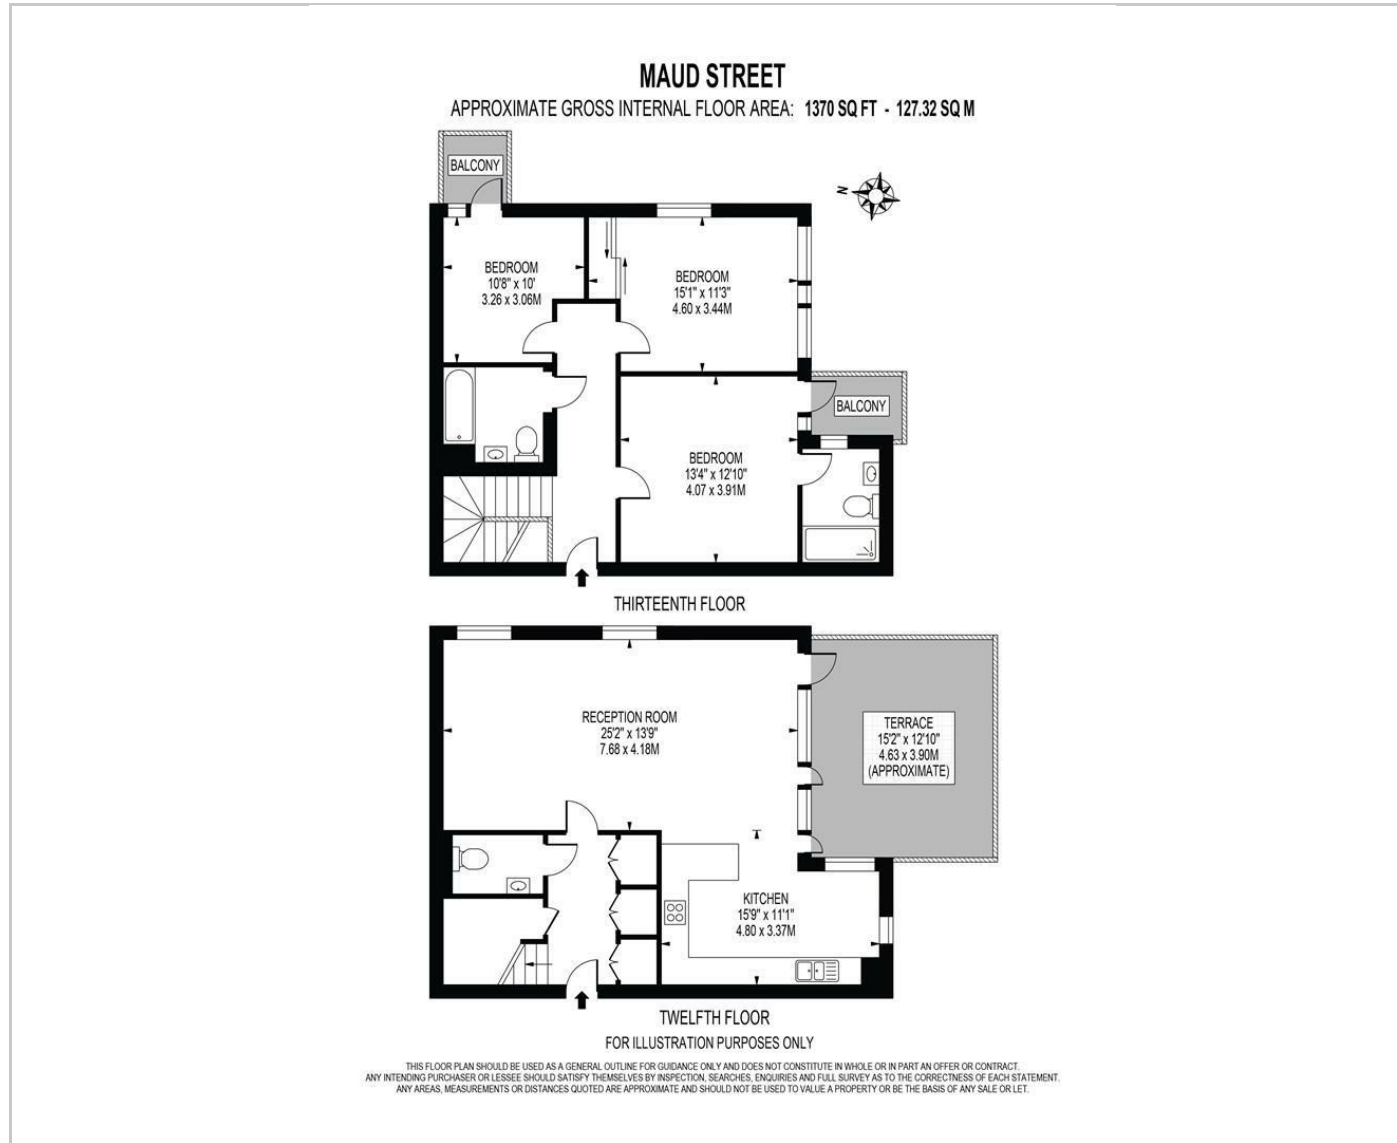 MAUD STREET
APPROXIMATE GROSS INTERNAL FLOOR AREA: 1370 SQ FT - 127.32 SQ M
BALCONY
N
BEDROOM
10'8" x 10'
3.26 x 3.06M
BEDROOM
15'1" x 11'3"
4.60 x 3.44M
BALCONY
BEDROOM
13'4" x 12'10"
4.07 x 3.91M
THIRTEENTH FLOOR
RECEPTION ROOM
25'2" x 13'9"
7.68 x 4.18M
TERRACE
15'2" x 12'10"
4.63 x 3.90M
(APPROXIMATE)
KITCHEN
15'9" x 11'1"
4.80 x 3.37M
TWELFTH FLOOR
FOR ILLUSTRATION PURPOSES ONLY
THIS FLOOR PLAN SHOULD BE USED AS A GENERAL OUTLINE FOR GUIDANCE ONLY AND DOES NOT CONSTITUTE IN WHOLE OR IN PART AN OFFER OR CONTRACT.
ANY INTENDING PURCHASER OR LESSEE SHOULD SATISFY THEMSELVES BY INSPECTION, SEARCHES, ENQUIRIES AND FULL SURVEY AS TO THE CORRECTNESS OF EACH STATEMENT.
ANY AREAS, MEASUREMENTS OR DISTANCES QUOTED ARE APPROXIMATE AND SHOULD NOT BE USED TO VALUE A PROPERTY OR BE THE BASIS OF ANY SALE OR LET.